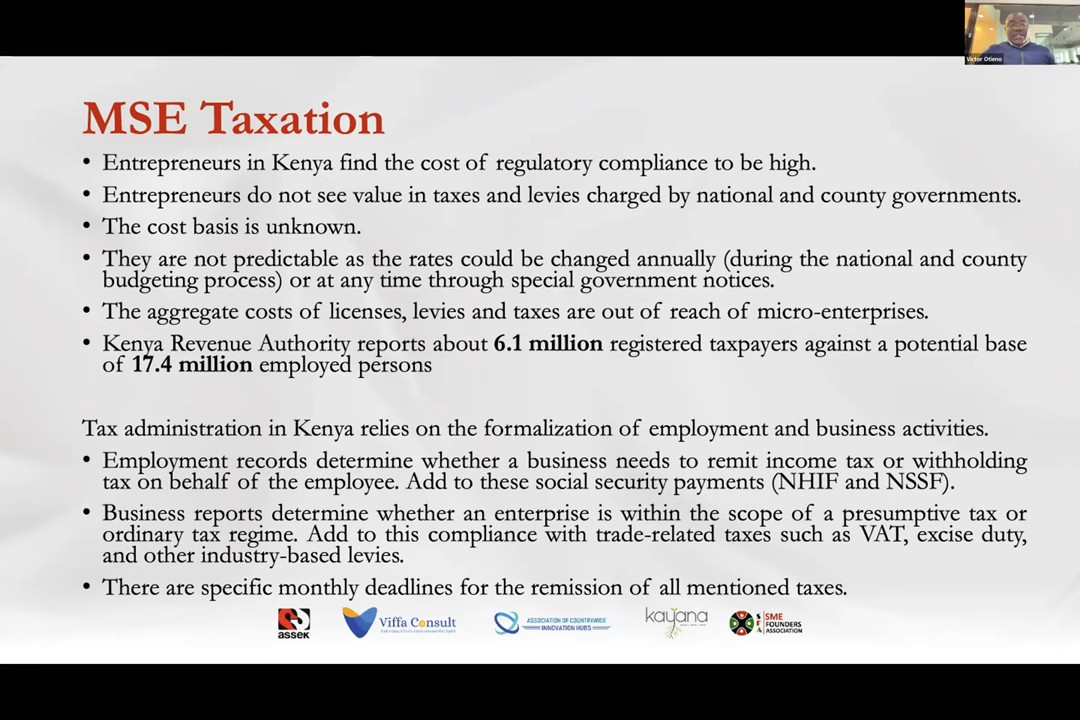 Victor Otieno
MSE Taxation
• Entrepreneurs in Kenya find the cost of regulatory compliance to be high.
• Entrepreneurs do not see value in taxes and levies charged by national and county governments.
• The cost basis is unknown.
• They are not predictable as the rates could be changed annually (during the national and county
budgeting process) or at any time through special government notices.
• The aggregate costs of licenses, levies and taxes are out of reach of micro-enterprises.
• Kenya Revenue Authority reports about 6.1 million registered taxpayers against a potential base
of 17.4 million employed persons
Tax administration in Kenya relies on the formalization of employment and business activities.
• Employment records determine whether a business needs to remit income tax or withholding
tax on behalf of the employee. Add to these social security payments (NHIF and NSSF).
• Business reports determine whether an enterprise is within the scope of a presumptive tax or
ordinary tax regime. Add to this compliance with trade-related taxes such as VAT, excise duty,
and other industry-based levies.
• There are specific monthly deadlines for the remission of all mentioned taxes.
assek
Viffa Consult
ASSOCIATION OF COUNTRYWIDE
INNOVATION HUBS
kayana
SFA
SME
FOUNDERS
ASSOCIATION